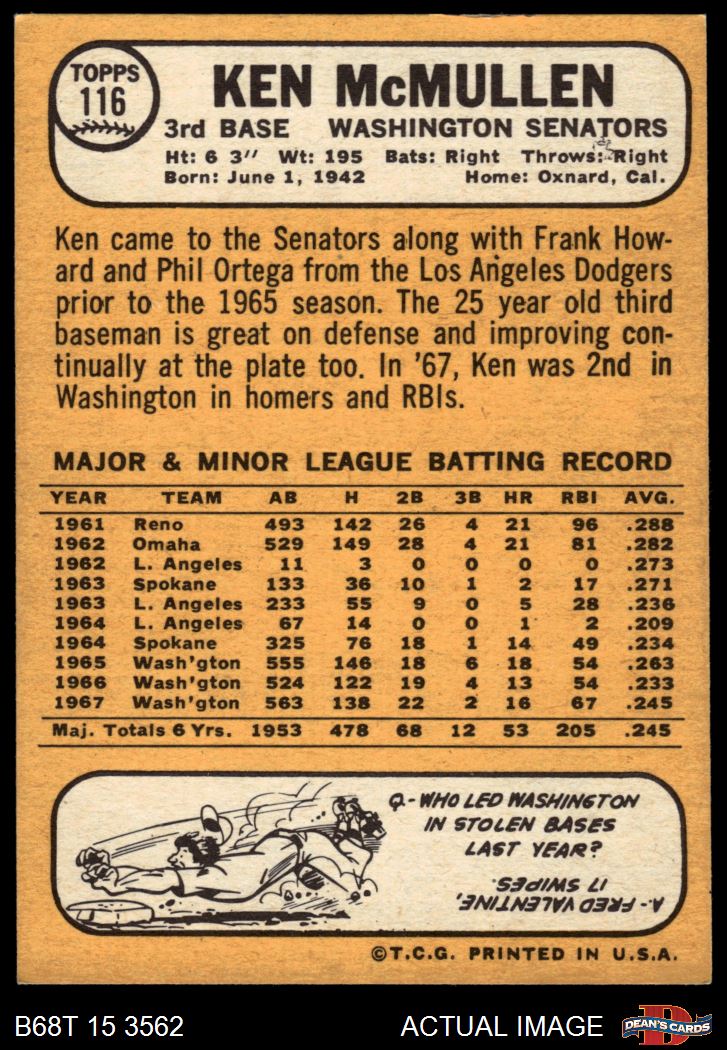 TOPPS
116
KEN McMULLEN
3rd BASE WASHINGTON SENATORS
Ht: 6 3" Wt: 195 Bats: Right Throws: Right
Born: June 1, 1942 Home: Oxnard, Cal.
Ken came to the Senators along with Frank How-
ard and Phil Ortega from the Los Angeles Dodgers
prior to the 1965 season. The 25 year old third
baseman is great on defense and improving con-
tinually at the plate too. In '67, Ken was 2nd in
Washington in homers and RBIs.
MAJOR & MINOR LEAGUE BATTING RECORD
YEAR TEAM AB H 2B 3B HR RBI AVG.
1961 Reno 493 142 26 4 21 96 .288
1962 Omaha 529 149 28 4 21 81 .282
1962 L. Angeles 11 3 0 0 0 0 .273
1963 Spokane 133 36 10 1 2 17 .271
1963 L. Angeles 233 55 9 0 5 28 .236
1964 L. Angeles 67 14 0 0 1 2 .209
1964 Spokane 325 76 18 1 14 49 .234
1965 Wash'gton 555 146 18 6 18 54 .263
1966 Wash'gton 524 122 19 4 13 54 .233
1967 Wash'gton 563 138 22 2 16 67 .245
Maj. Totals 6 Yrs. 1953 478 68 12 53 205 .245
Q.- WHO LED WASHINGTON
IN STOLEN BASES
LAST YEAR?
A.- FRED VALENTINE,
17 SWIPES.
©T.C.G. PRINTED IN U.S.A.
B68T 15 3562 ACTUAL IMAGE
D
DEAN'S CARDS